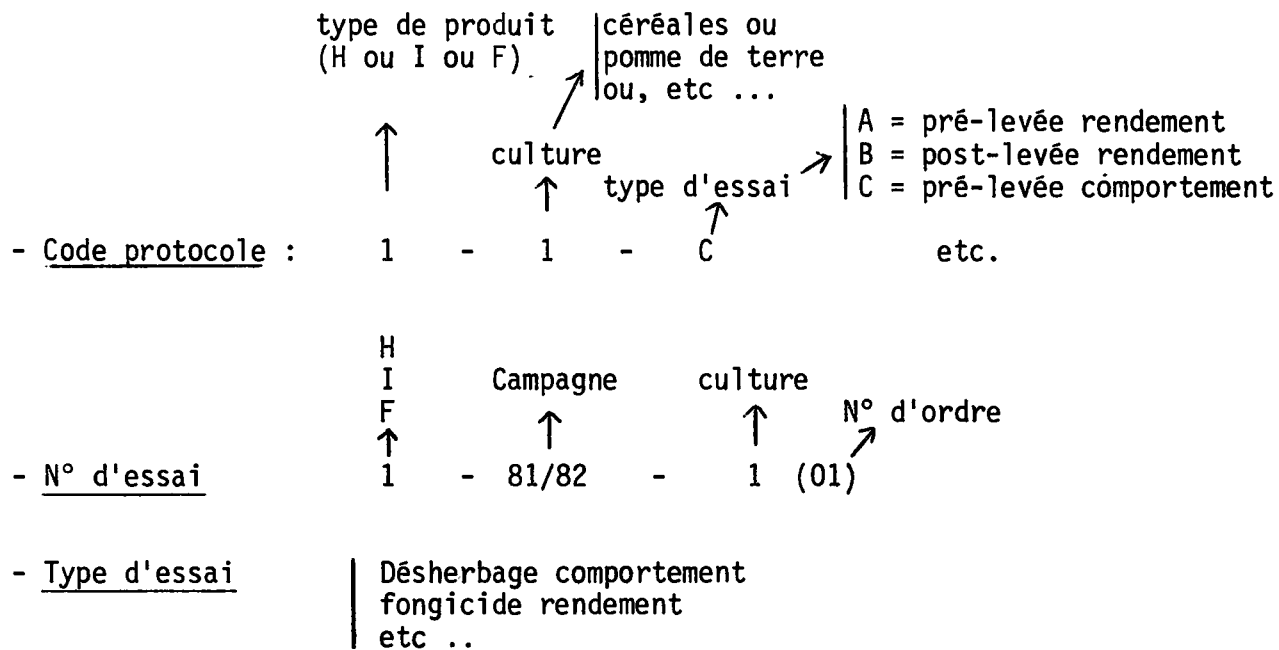 type de produit
(H ou I ou F)
céréales ou
pomme de terre
ou, etc ...
culture
type d'essai
A = pré-levée rendement
B = post-levée rendement
C = pré-levée comportement
- Code protocole : 1 - 1 - C etc.
H
I
F
Campagne
culture
N° d'ordre
- N° d'essai 1 - 81/82 - 1 (01)
- Type d'essai
Désherbage comportement
fongicide rendement
etc ..